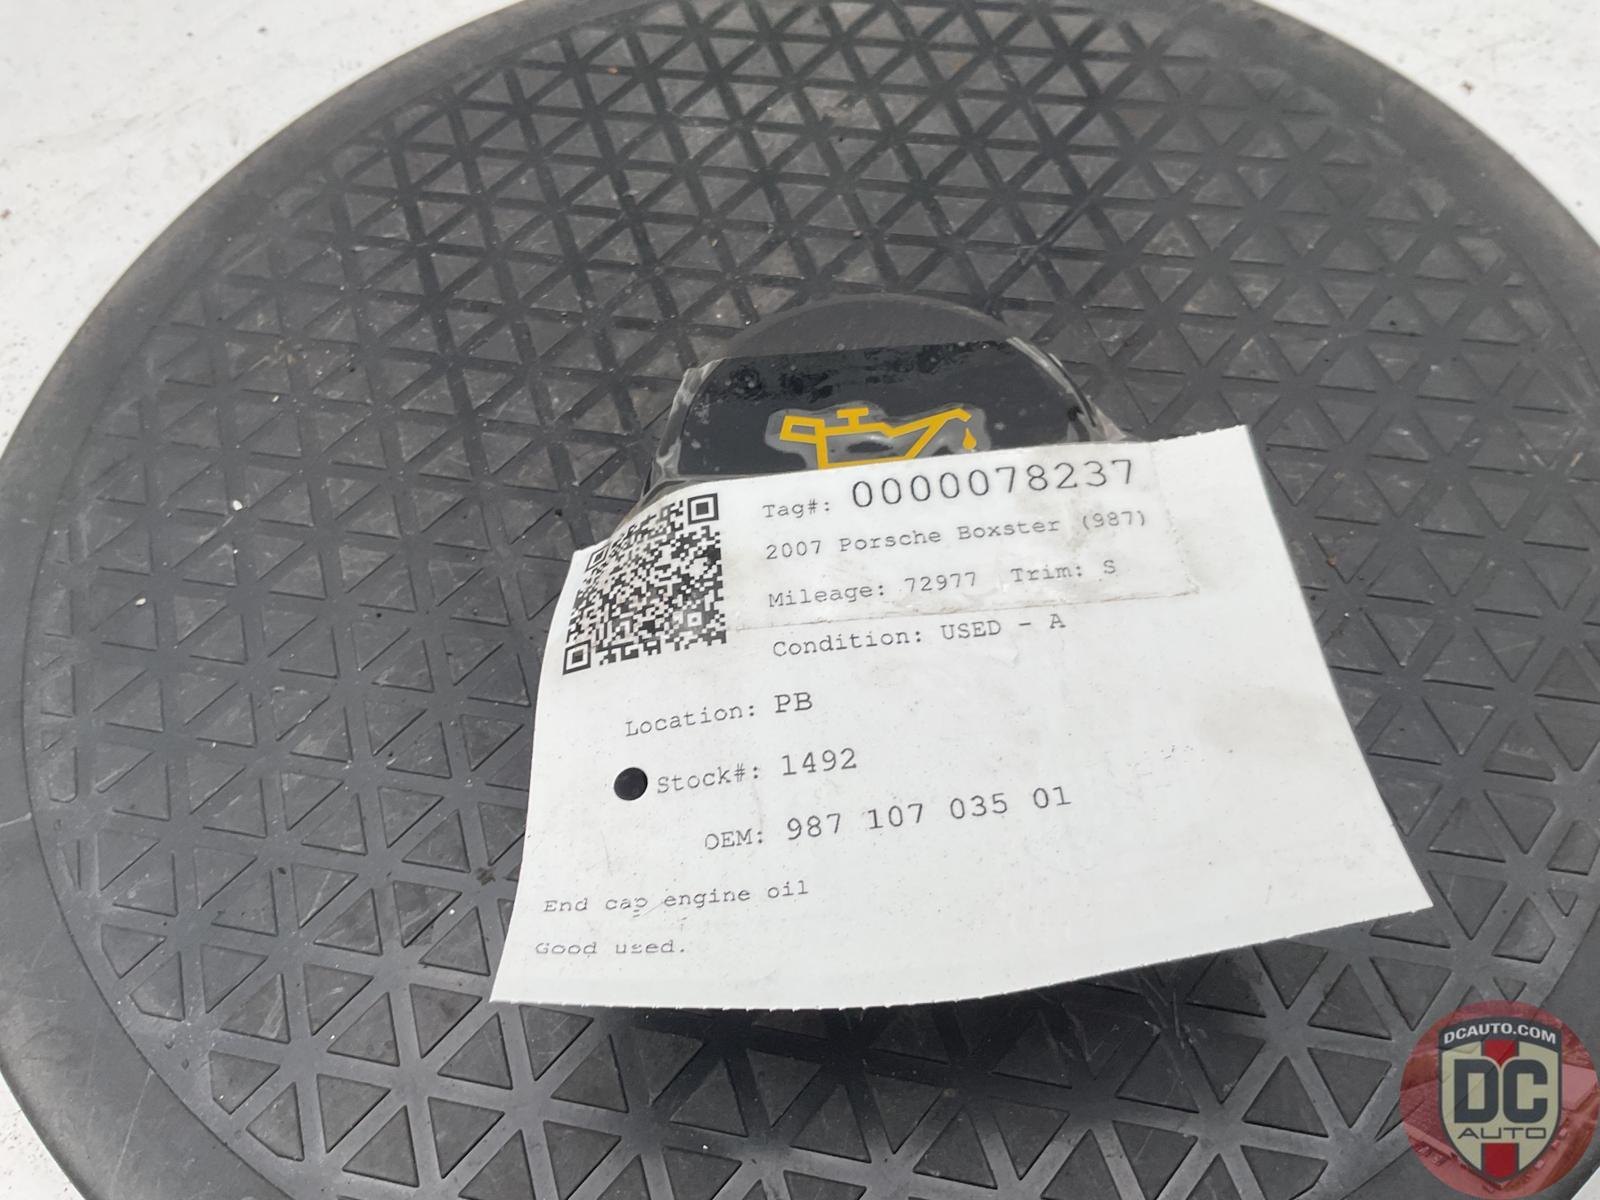 Tag#: 0000078237
2007 Porsche Boxster (987)
Mileage: 72977 Trim: S
Condition: USED - A
Location: PB
Stock#: 1492
OEM: 987 107 035 01
End cap engine oil
Good used.
DCAUTO.COM
DC
AUTO